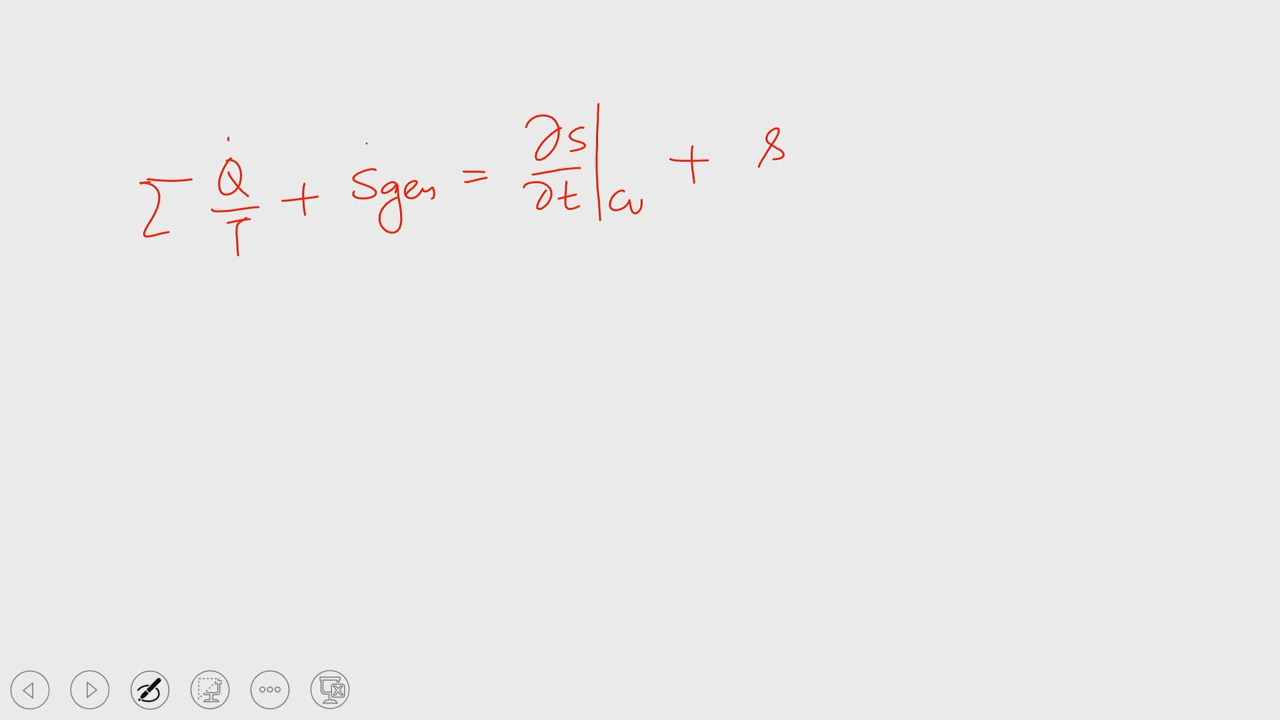 ∑ Q̇/T + Ṡgen = ∂S/∂t|cv + s